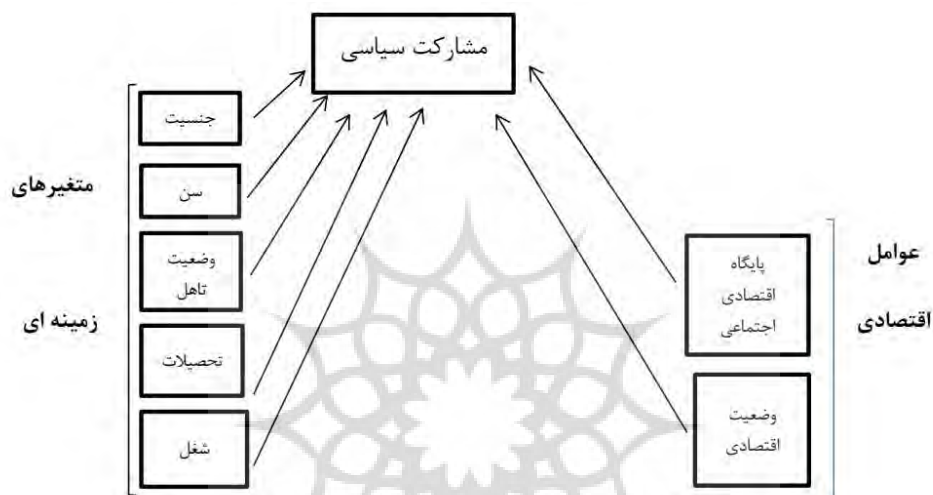 مشارکت سیاسی
عوامل
اقتصادی
پایگاه
اقتصادی
اجتماعی
وضعیت
اقتصادی
جنسیت
سن
وضعیت
تاهل
تحصیلات
شغل
متغیرهای
زمینه ای